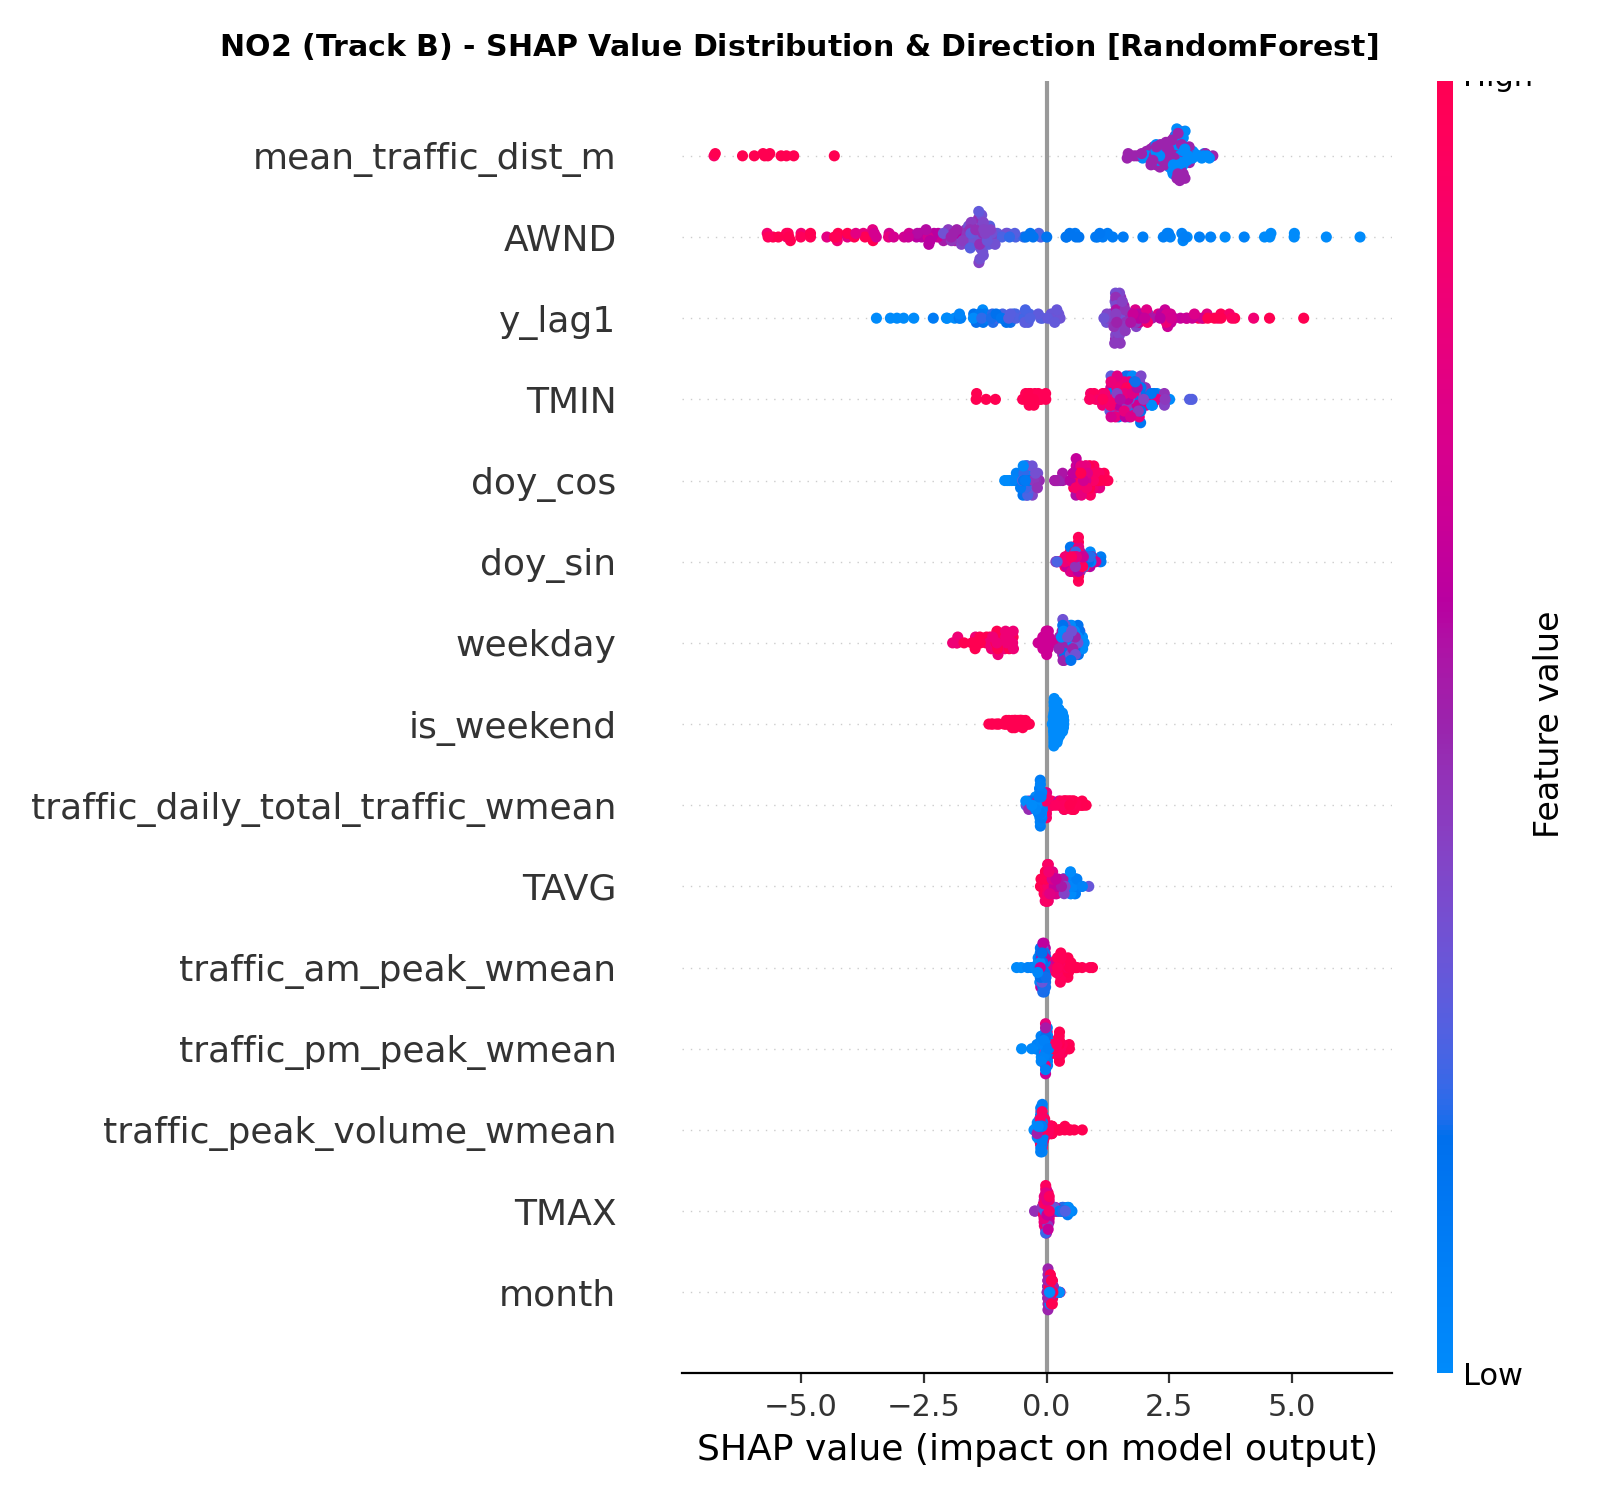 NO2 (Track B) - SHAP Value Distribution & Direction [RandomForest]
High
mean_traffic_dist_m
AWND
y_lag1
TMIN
doy_cos
doy_sin
weekday
is_weekend
traffic_daily_total_traffic_wmean
TAVG
traffic_am_peak_wmean
traffic_pm_peak_wmean
traffic_peak_volume_wmean
TMAX
month
Feature value
Low
−5.0 −2.5 0.0 2.5 5.0
SHAP value (impact on model output)